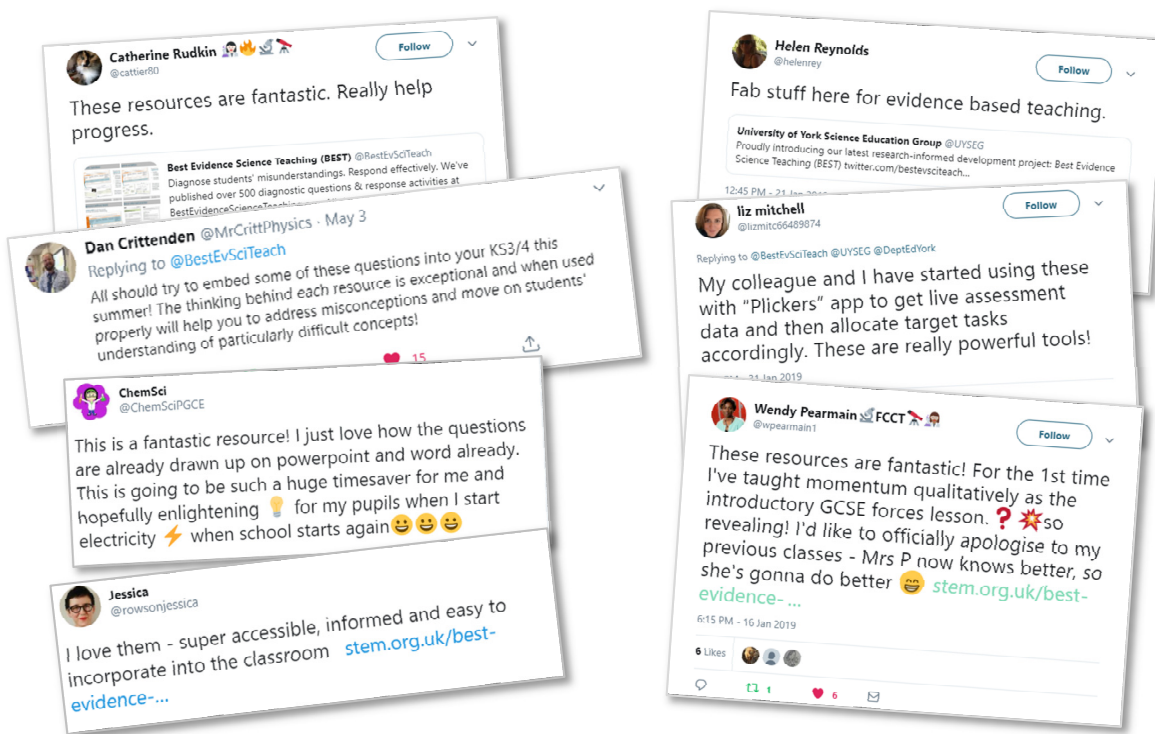 Catherine Rudkin
@cattier80
Follow
These resources are fantastic. Really help
progress.
Best Evidence Science Teaching (BEST) @BestEvSciTeach
Diagnose students' misunderstandings. Respond effectively. We've
published over 500 diagnostic questions & response activities at
Dan Crittenden @MrCrittPhysics · May 3
Replying to @BestEvSciTeach
All should try to embed some of these questions into your KS3/4 this
summer! The thinking behind each resource is exceptional and when used
properly will help you to address misconceptions and move on students'
understanding of particularly difficult concepts!
15
ChemSci
@ChemSciPGCE
This is a fantastic resource! I just love how the questions
are already drawn up on powerpoint and word already.
This is going to be such a huge timesaver for me and
hopefully enlightening 💡 for my pupils when I start
electricity ⚡ when school starts again😀😀😀
Jessica
@rowsonjessica
I love them - super accessible, informed and easy to
incorporate into the classroom stem.org.uk/best-
evidence-...
Helen Reynolds
@helenrey
Follow
Fab stuff here for evidence based teaching.
University of York Science Education Group @UYSEG
Proudly introducing our latest research-informed development project: Best Evidence
Science Teaching (BEST) twitter.com/bestevsciteach...
12:45 PM - 21 Jan
liz mitchell
@lizmitc66489874
Follow
Replying to @BestEvSciTeach @UYSEG @DeptEdYork
My colleague and I have started using these
with "Plickers" app to get live assessment
data and then allocate target tasks
accordingly. These are really powerful tools!
21 Jan 2019
Wendy Pearmain 🔬FCCT🔭👩‍🔬
@wpearmain1
Follow
These resources are fantastic! For the 1st time
I've taught momentum qualitatively as the
introductory GCSE forces lesson. ❓💥so
revealing! I'd like to officially apologise to my
previous classes - Mrs P now knows better, so
she's gonna do better 😄 stem.org.uk/best-
evidence-...
6:15 PM - 16 Jan 2019
6 Likes
1
6